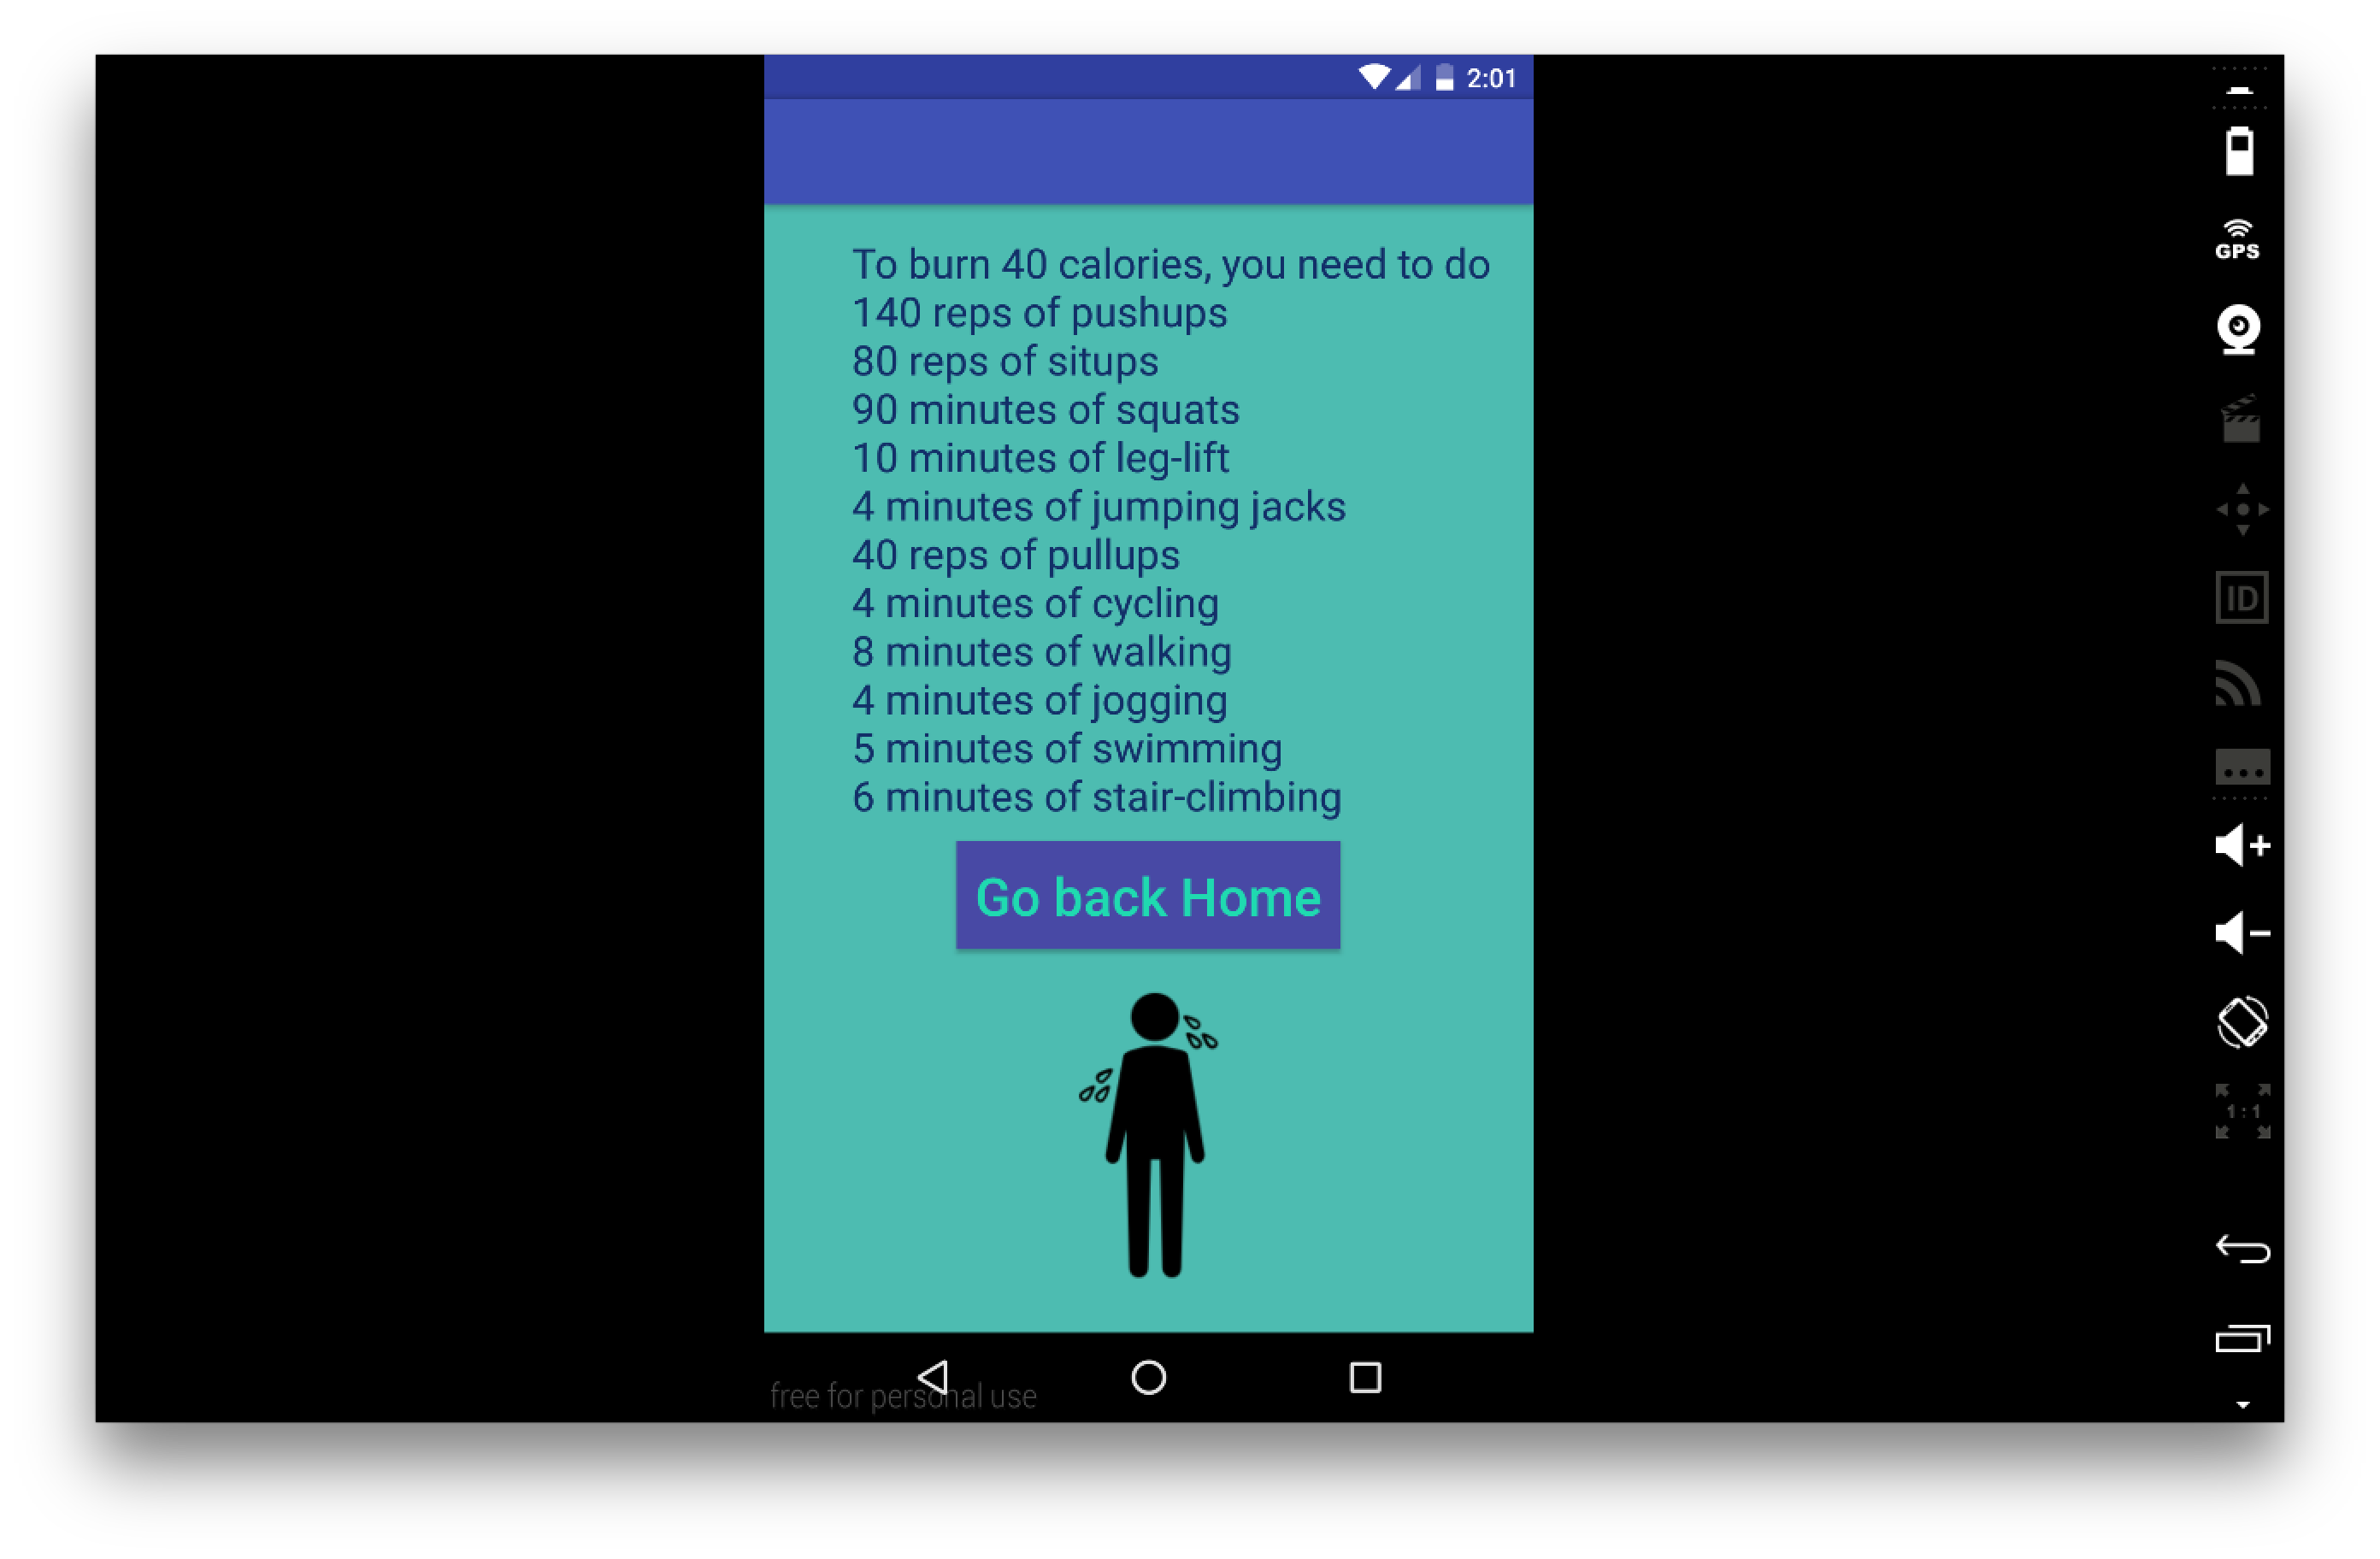 2:01
To burn 40 calories, you need to do
140 reps of pushups
80 reps of situps
90 minutes of squats
10 minutes of leg-lift
4 minutes of jumping jacks
40 reps of pullups
4 minutes of cycling
8 minutes of walking
4 minutes of jogging
5 minutes of swimming
6 minutes of stair-climbing
Go back Home
free for personal use
GPS
ID
1:1